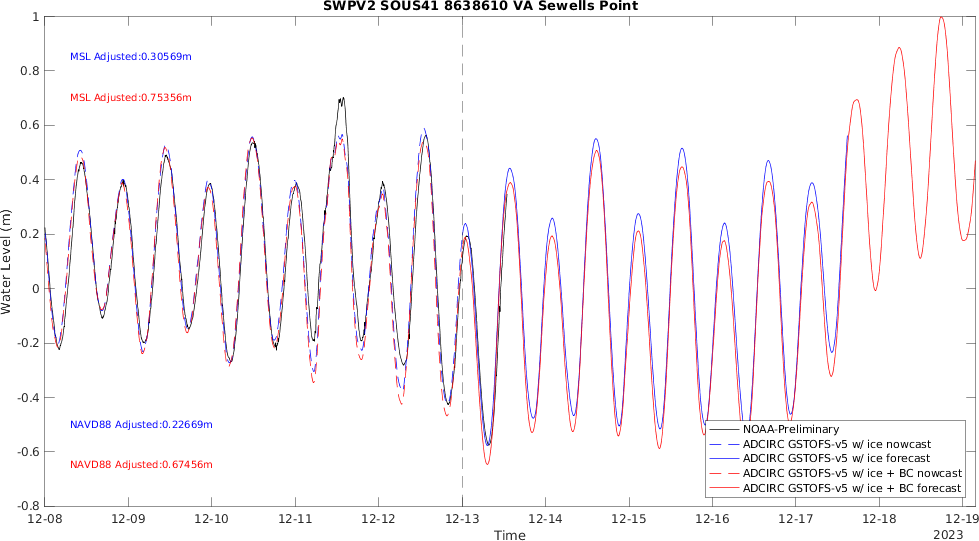 SWPV2 SOUS41 8638610 VA Sewells Point
1
0.8
0.6
0.4
0.2
0
-0.2
-0.4
-0.6
-0.8
Water Level (m)
MSL Adjusted:0.30569m
MSL Adjusted:0.75356m
NAVD88 Adjusted:0.22669m
NAVD88 Adjusted:0.67456m
NOAA-Preliminary
ADCIRC GSTOFS-v5 w/ ice nowcast
ADCIRC GSTOFS-v5 w/ ice forecast
ADCIRC GSTOFS-v5 w/ ice + BC nowcast
ADCIRC GSTOFS-v5 w/ ice + BC forecast
12-08 12-09 12-10 12-11 12-12 12-13 12-14 12-15 12-16 12-17 12-18 12-19
Time
2023